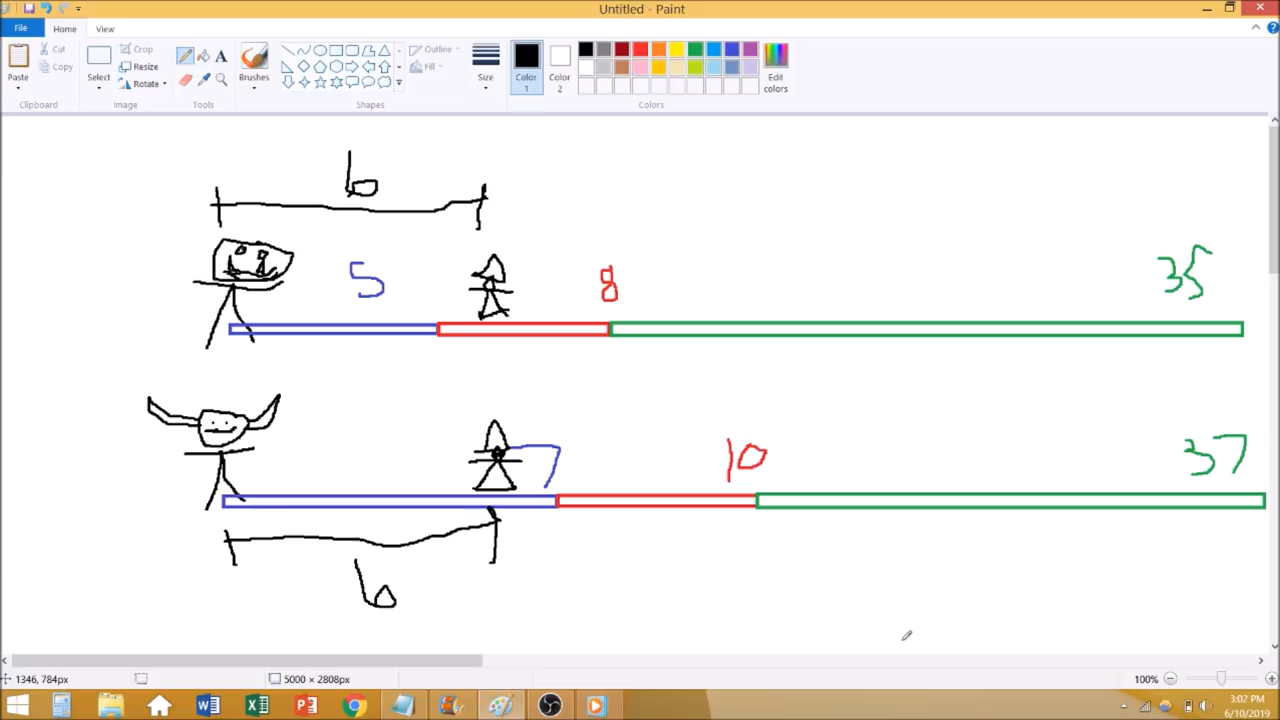 Untitled - Paint
File Home View
Cut
Copy
Paste
Clipboard
Select
Crop
Resize
Rotate
Image
Tools
A
Brushes
Shapes
Outline
Fill
Size
Color 1
Color 2
Edit colors
Colors
6
5 8 35
7 10 37
6
1346, 784px
5000 × 2808px
100%
3:02 PM
6/10/2019